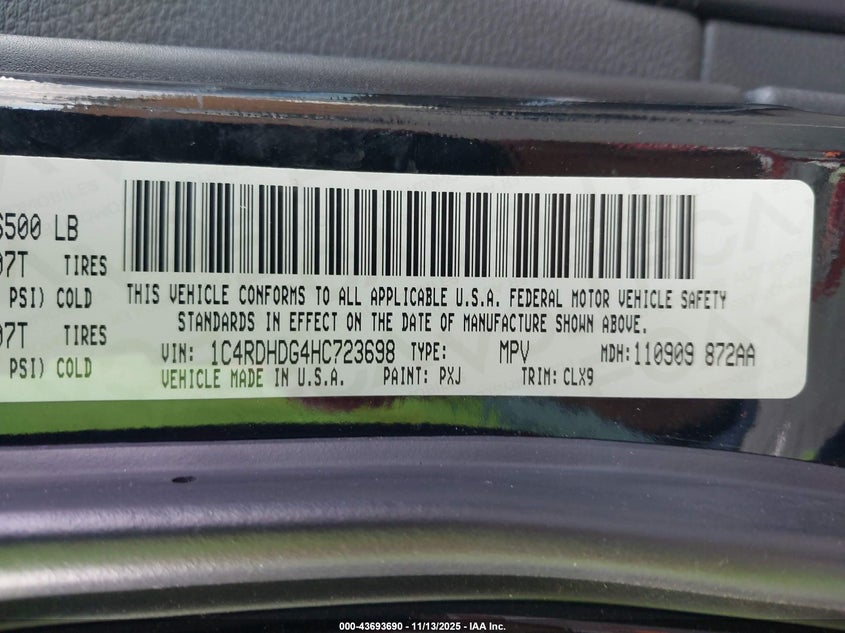 6500 LB
07T TIRES
PSI) COLD
07T TIRES
PSI) COLD
THIS VEHICLE CONFORMS TO ALL APPLICABLE U.S.A. FEDERAL MOTOR VEHICLE SAFETY
STANDARDS IN EFFECT ON THE DATE OF MANUFACTURE SHOWN ABOVE.
VIN: 1C4RDHDG4HC723698 TYPE: MPV MDH: 110909 872AA
VEHICLE MADE IN U.S.A. PAINT: PXJ TRIM: CLX9
000-43693690 - 11/13/2025 - IAA Inc.